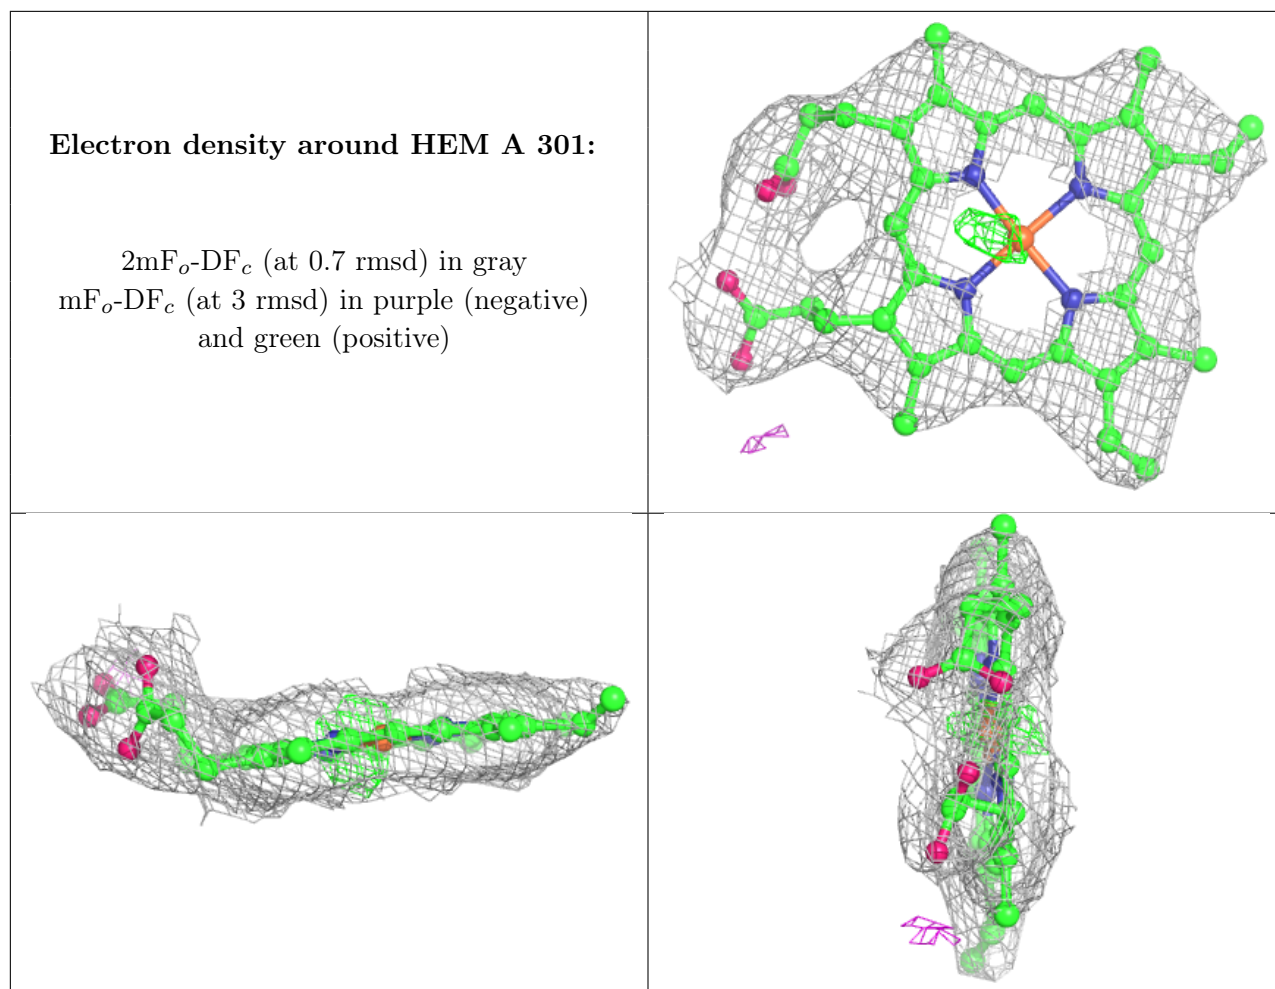 Electron density around HEM A 301:
2mFo-DFc (at 0.7 rmsd) in gray
mFo-DFc (at 3 rmsd) in purple (negative)
and green (positive)